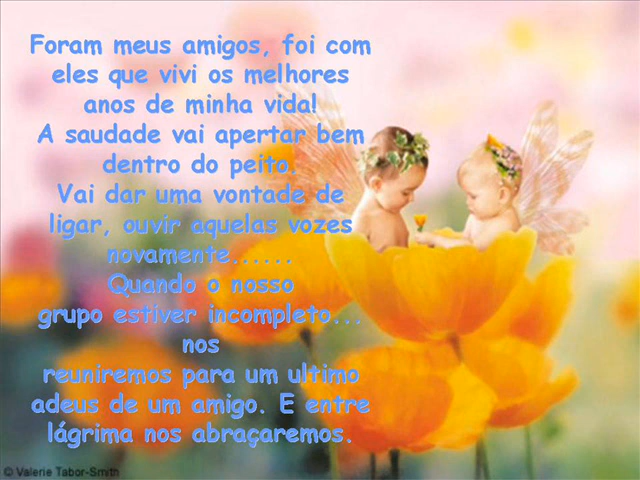 Foram meus amigos, foi com
eles que vivi os melhores
anos de minha vida!
A saudade vai apertar bem
dentro do peito.
Vai dar uma vontade de
ligar, ouvir aquelas vozes
novamente......
Quando o nosso
grupo estiver incompleto...
nos
reuniremos para um ultimo
adeus de um amigo. E entre
lágrima nos abraçaremos.
© Valerie Tabor-Smith